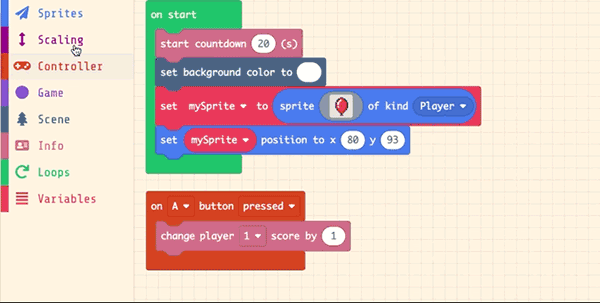 Sprites
Scaling
Controller
Game
Scene
Info
Loops
Variables
on start
start countdown 20 (s)
set background color to
set mySprite to sprite of kind Player
set mySprite position to x 80 y 93
on A button pressed
change player 1 score by 1